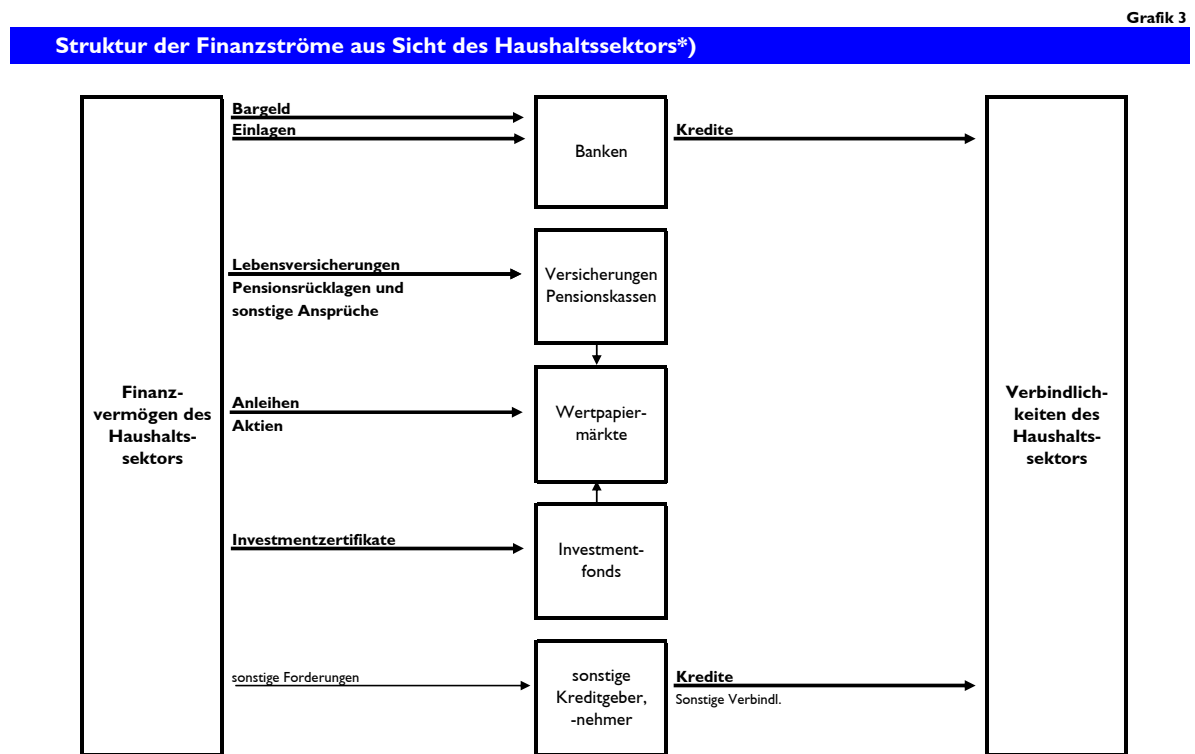 Grafik 3
Struktur der Finanzströme aus Sicht des Haushaltssektors*)
Bargeld
Einlagen
Banken
Kredite
Lebensversicherungen
Pensionsrücklagen und
sonstige Ansprüche
Versicherungen
Pensionskassen
Finanz-
vermögen des
Haushalts-
sektors
Anleihen
Aktien
Wertpapier-
märkte
Verbindlich-
keiten des
Haushalts-
sektors
Investmentzertifikate
Investment-
fonds
sonstige Forderungen
sonstige
Kreditgeber,
-nehmer
Kredite
Sonstige Verbindl.